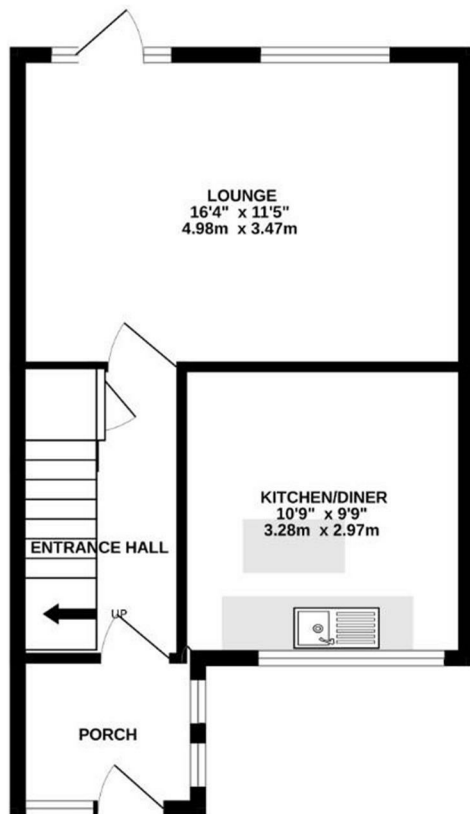 LOUNGE
16'4" x 11'5"
4.98m x 3.47m
KITCHEN/DINER
10'9" x 9'9"
3.28m x 2.97m
ENTRANCE HALL
UP
PORCH